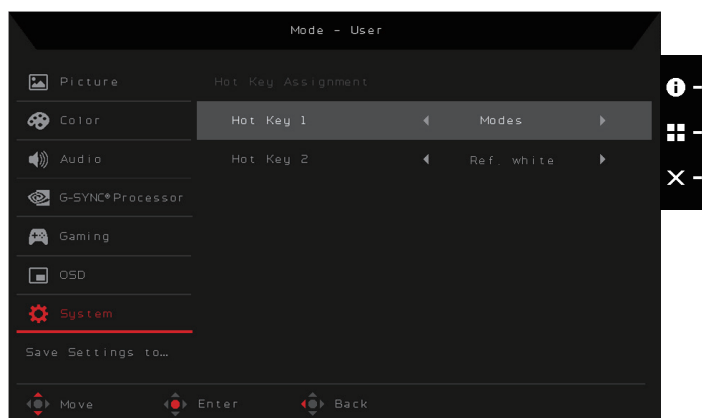 Mode - User
Picture
Hot Key Assignment
Color
Hot Key 1 Modes
Audio
Hot Key 2 Ref. white
G-SYNC® Processor
Gaming
OSD
System
Save Settings to…
Move Enter Back